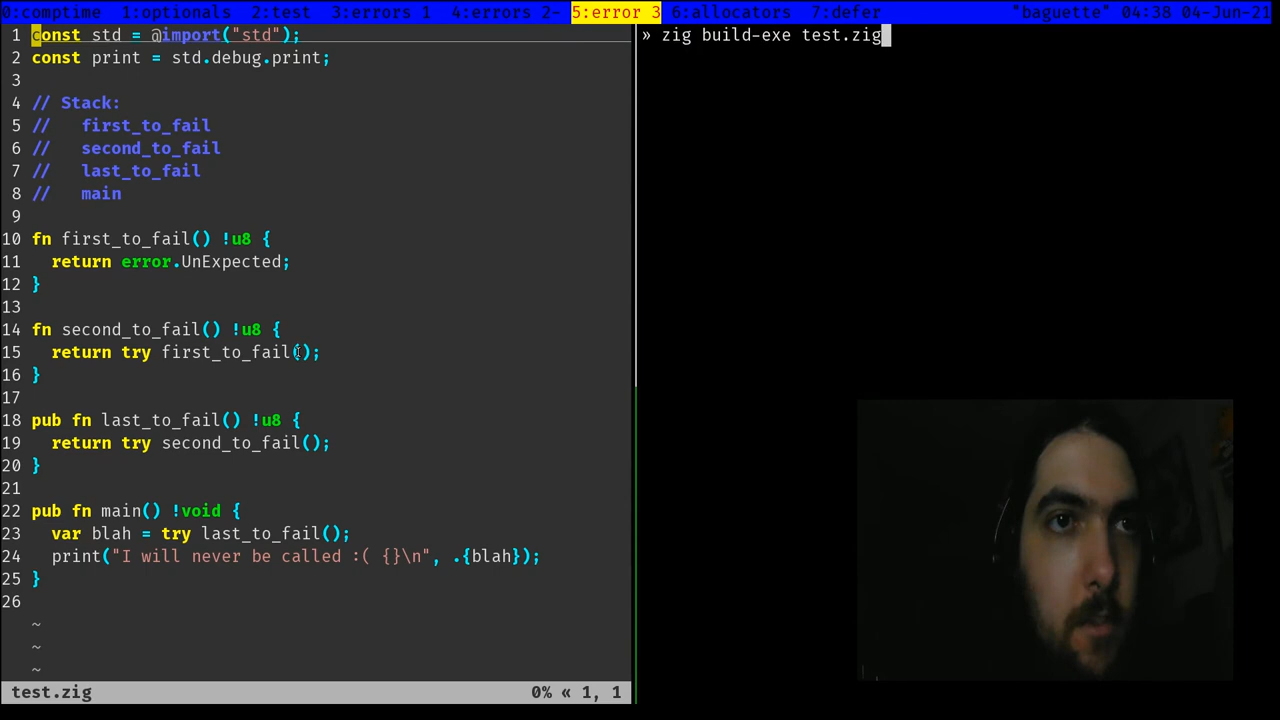 0:comptime 1:optionals 2:test 3:errors 1 4:errors 2- 5:error 3 6:allocators 7:defer "baguette" 04:38 04-Jun-21
1 const std = @import("std");
2 const print = std.debug.print;
3
4 // Stack:
5 //   first_to_fail
6 //   second_to_fail
7 //   last_to_fail
8 //   main
9
10 fn first_to_fail() !u8 {
11   return error.UnExpected;
12 }
13
14 fn second_to_fail() !u8 {
15   return try first_to_fail();
16 }
17
18 pub fn last_to_fail() !u8 {
19   return try second_to_fail();
20 }
21
22 pub fn main() !void {
23   var blah = try last_to_fail();
24   print("I will never be called :( {}\n", .{blah});
25 }
26
~
~
~
test.zig 0% « 1, 1
» zig build-exe test.zig